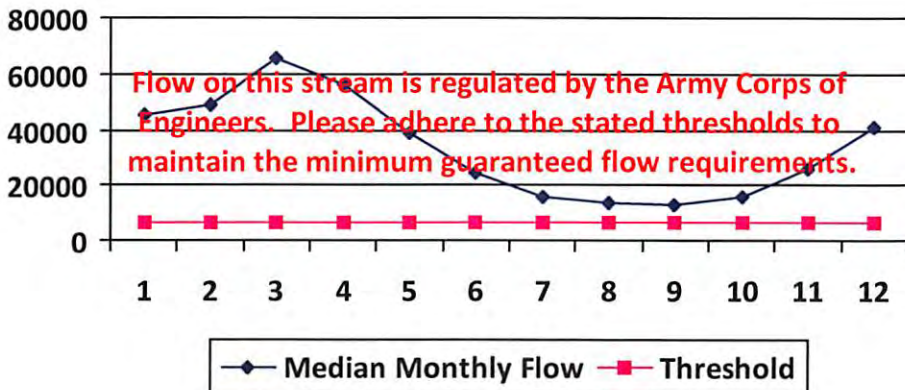 80000
60000
40000
20000
0
Flow on this stream is regulated by the Army Corps of
Engineers. Please adhere to the stated thresholds to
maintain the minimum guaranteed flow requirements.
1 2 3 4 5 6 7 8 9 10 11 12
Median Monthly Flow Threshold